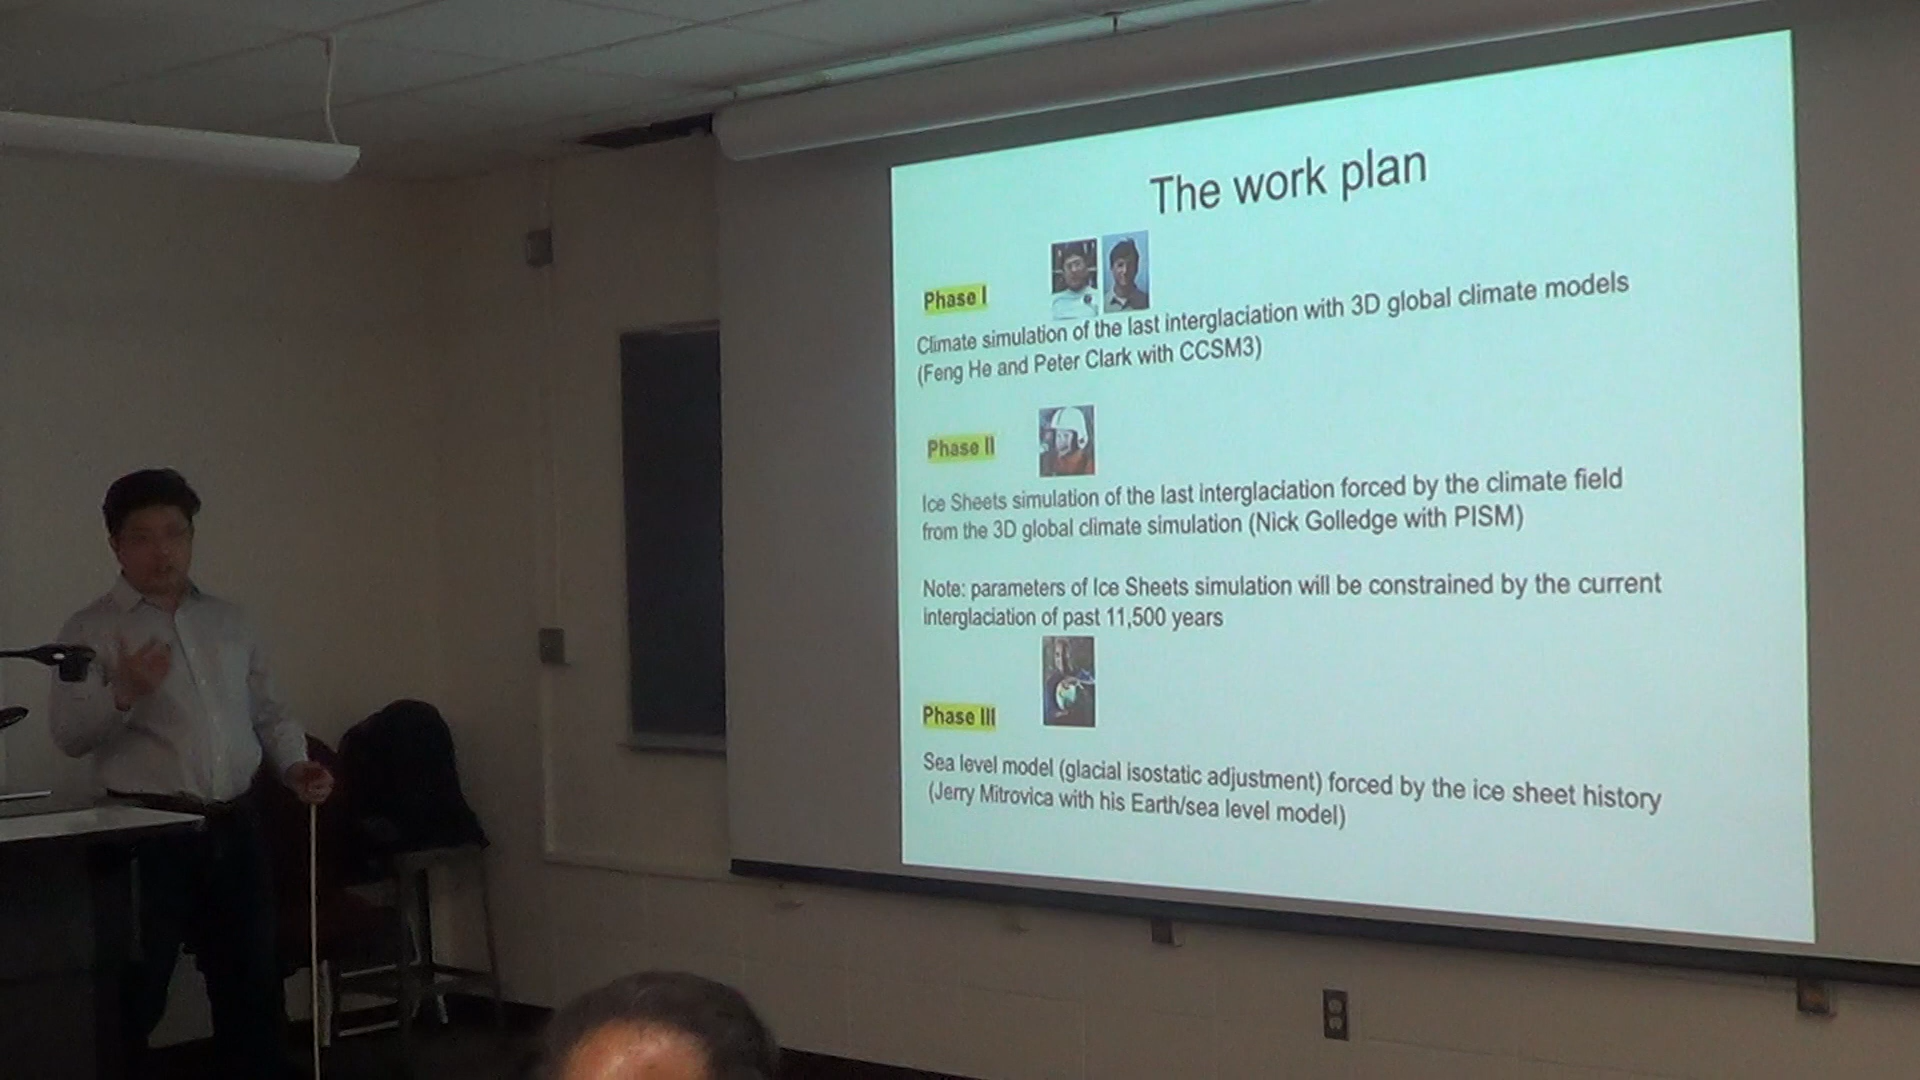 The work plan
Phase I
Climate simulation of the last interglaciation with 3D global climate models
(Feng He and Peter Clark with CCSM3)
Phase II
Ice Sheets simulation of the last interglaciation forced by the climate field
from the 3D global climate simulation (Nick Golledge with PISM)
Note: parameters of Ice Sheets simulation will be constrained by the current
interglaciation of past 11,500 years
Phase III
Sea level model (glacial isostatic adjustment) forced by the ice sheet history
(Jerry Mitrovica with his Earth/sea level model)